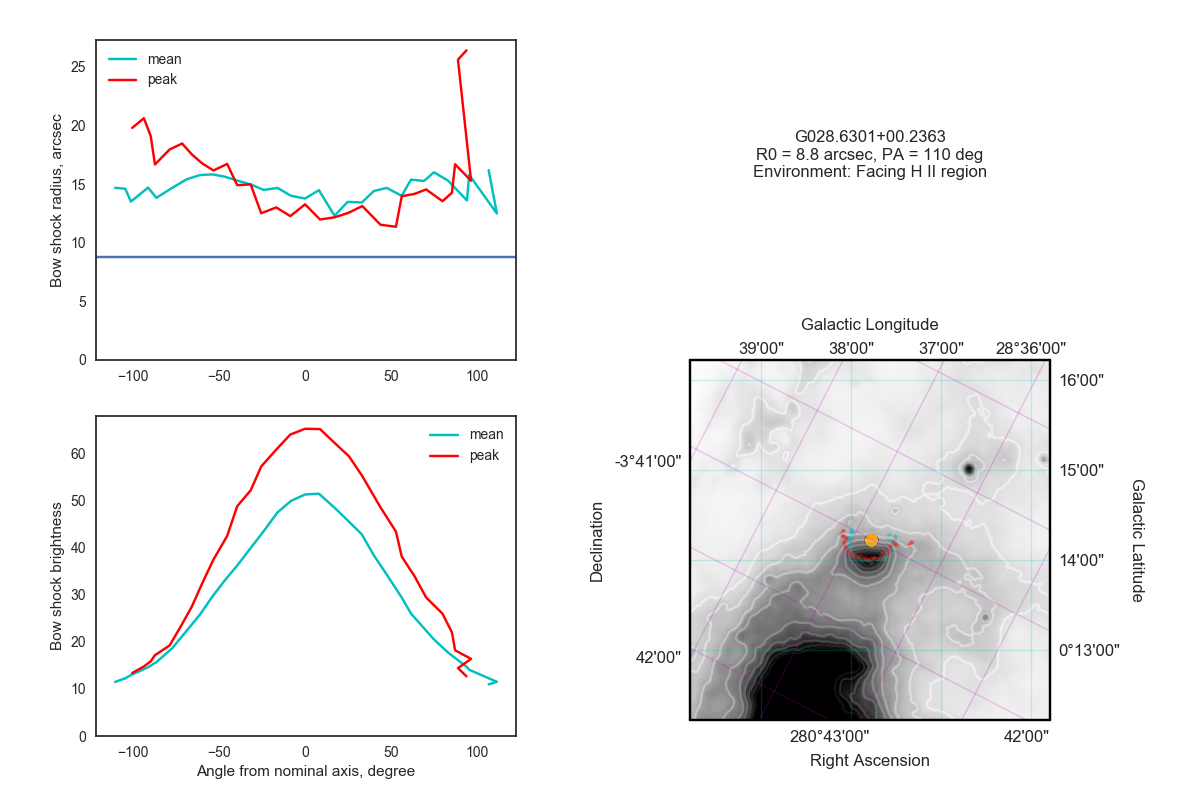 mean
peak
25
20
15
10
5
0
Bow shock radius, arcsec
−100
−50
0
50
100
mean
peak
60
50
40
30
20
10
0
Bow shock brightness
−100
−50
0
50
100
Angle from nominal axis, degree
G028.6301+00.2363
R0 = 8.8 arcsec, PA = 110 deg
Environment: Facing H II region
Galactic Longitude
39'00"
38'00"
37'00"
28°36'00"
16'00"
15'00"
14'00"
0°13'00"
Galactic Latitude
-3°41'00"
42'00"
Declination
280°43'00"
42'00"
Right Ascension